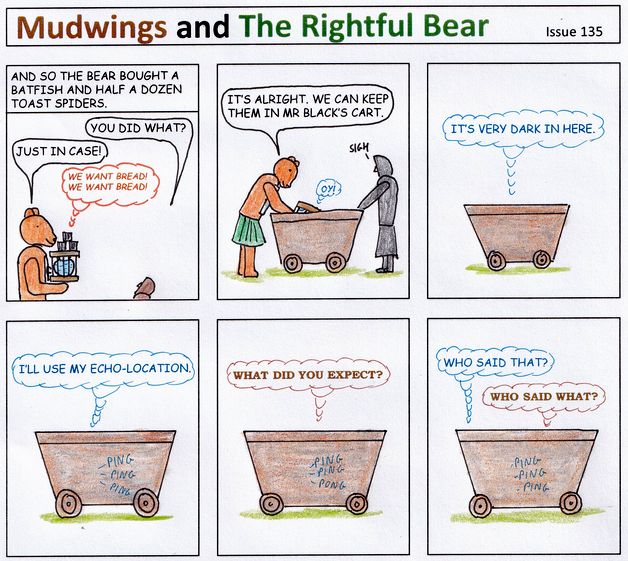 Mudwings and The Rightful Bear
Issue 135
AND SO THE BEAR BOUGHT A
BATFISH AND HALF A DOZEN
TOAST SPIDERS.
YOU DID WHAT?
JUST IN CASE!
WE WANT BREAD!
WE WANT BREAD!
IT'S ALRIGHT. WE CAN KEEP
THEM IN MR BLACK'S CART.
SIGH
OY!
IT'S VERY DARK IN HERE.
I'LL USE MY ECHO-LOCATION.
PING
PING
PING
WHAT DID YOU EXPECT?
PING
PING
PONG
WHO SAID THAT?
WHO SAID WHAT?
PING
PING
PING